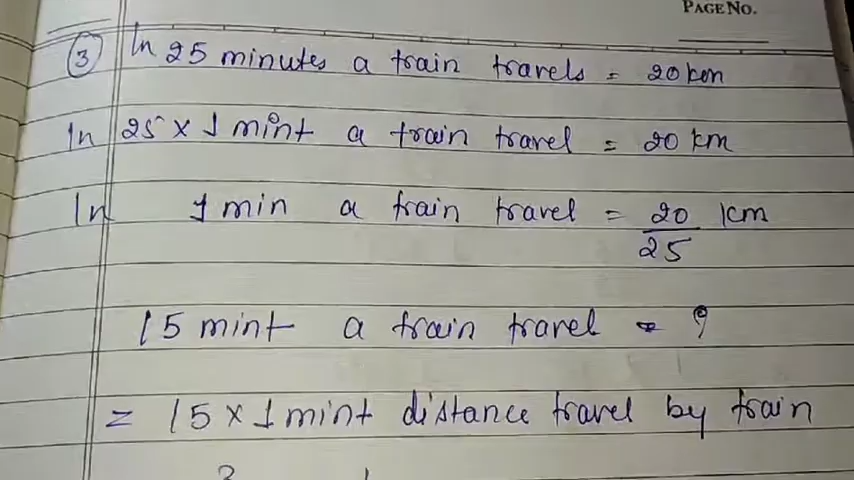 PAGE NO.
3 In 25 minutes a train travels = 20 km
In 25 × 1 mint a train travel = 20 km
In 1 min a train travel = 20/25 km
15 mint a train travel = ?
= 15 × 1 mint distance travel by train